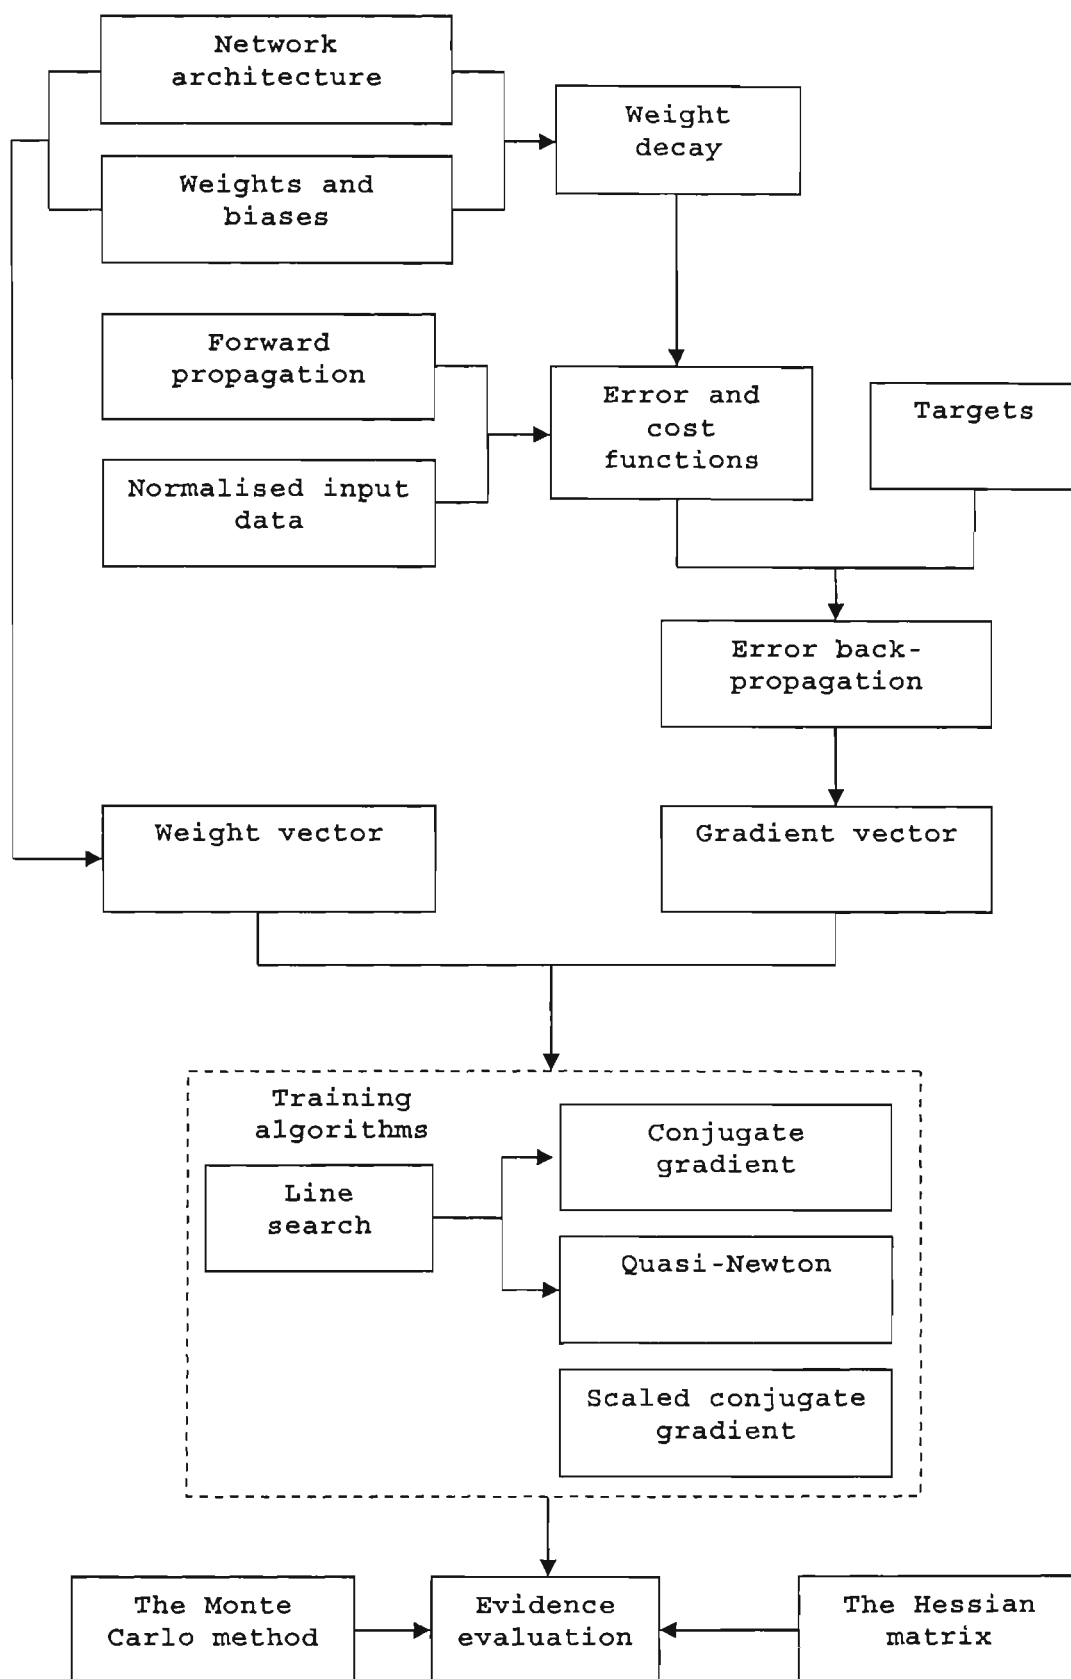 Network
architecture
Weight
decay
Weights and
biases
Forward
propagation
Error and
cost
functions
Targets
Normalised input
data
Error back-
propagation
Weight vector
Gradient vector
Training
algorithms
Conjugate
gradient
Line
search
Quasi-Newton
Scaled conjugate
gradient
The Monte
Carlo method
Evidence
evaluation
The Hessian
matrix